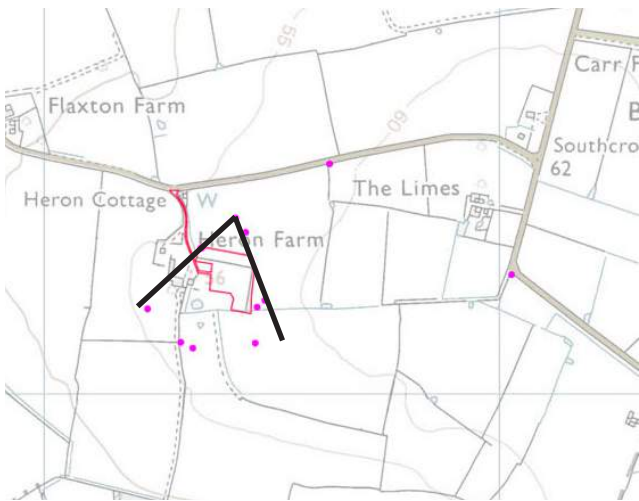 55
Carr F
Flaxton Farm
B
60
Southcro
62
The Limes
Heron Cottage
W
Heron Farm